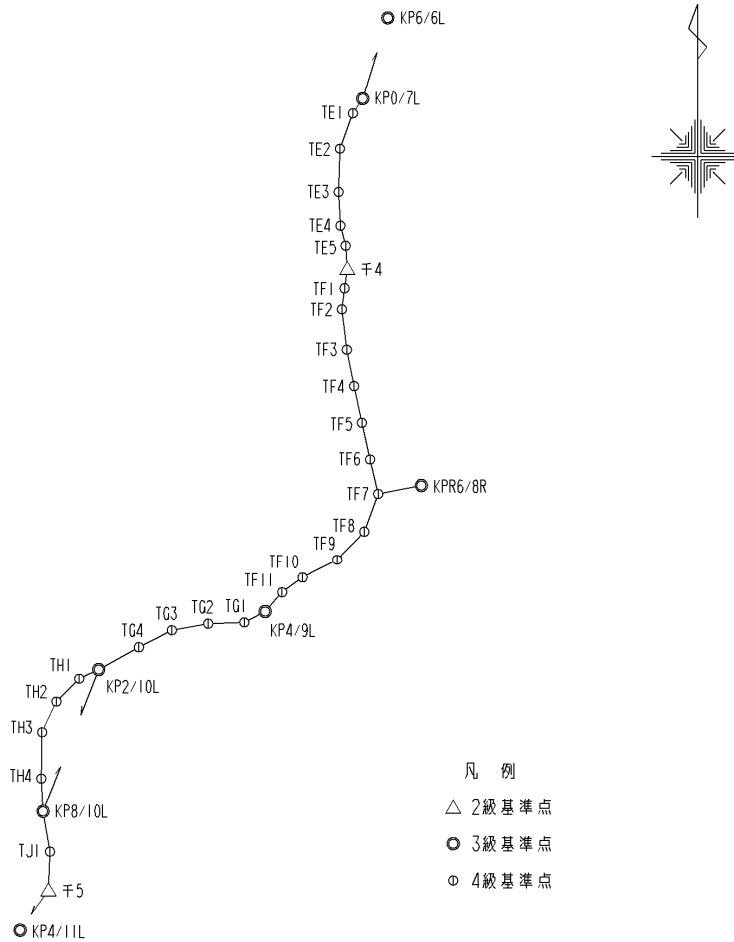 KP6/6L
KP0/7L
TE1
TE2
TE3
TE4
TE5
千4
TF1
TF2
TF3
TF4
TF5
TF6
TF7
KPR6/8R
TF8
TF9
TF10
TF11
KP4/9L
TG1
TG2
TG3
TG4
TH1
KP2/10L
TH2
TH3
TH4
KP8/10L
TJ1
千5
KP4/11L
凡 例
2級基準点
3級基準点
4級基準点